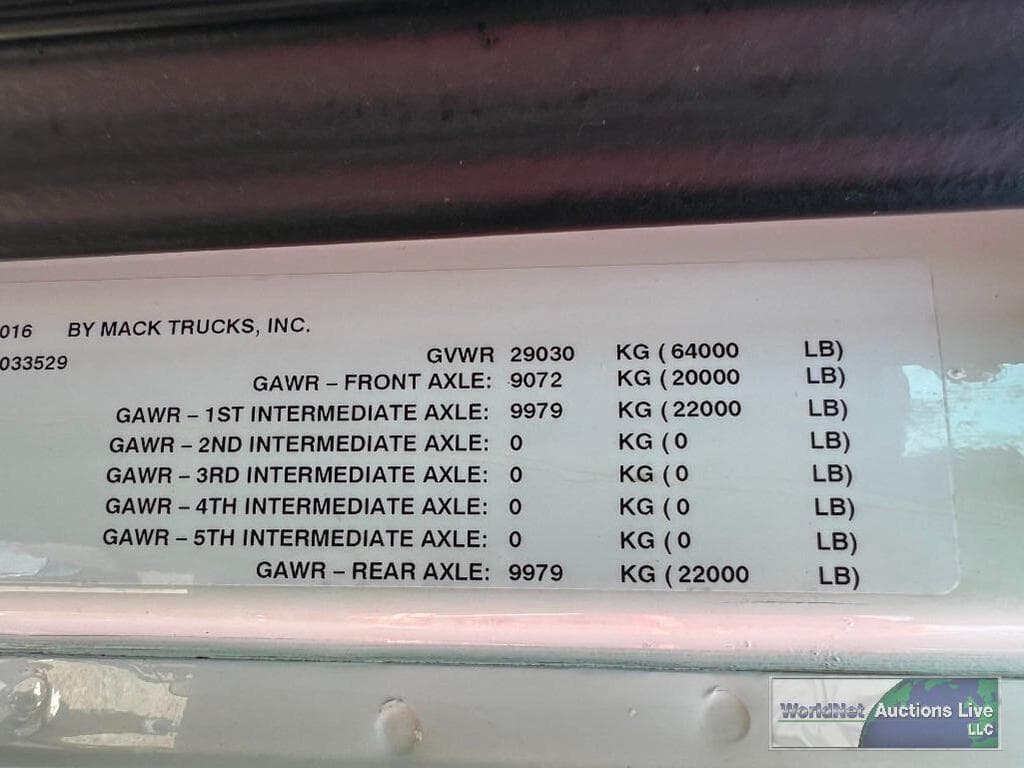 016 BY MACK TRUCKS, INC.
033529
GVWR 29030 KG (64000 LB)
GAWR – FRONT AXLE: 9072 KG (20000 LB)
GAWR – 1ST INTERMEDIATE AXLE: 9979 KG (22000 LB)
GAWR – 2ND INTERMEDIATE AXLE: 0 KG (0 LB)
GAWR – 3RD INTERMEDIATE AXLE: 0 KG (0 LB)
GAWR – 4TH INTERMEDIATE AXLE: 0 KG (0 LB)
GAWR – 5TH INTERMEDIATE AXLE: 0 KG (0 LB)
GAWR – REAR AXLE: 9979 KG (22000 LB)
WorldNet Auctions Live
LLC